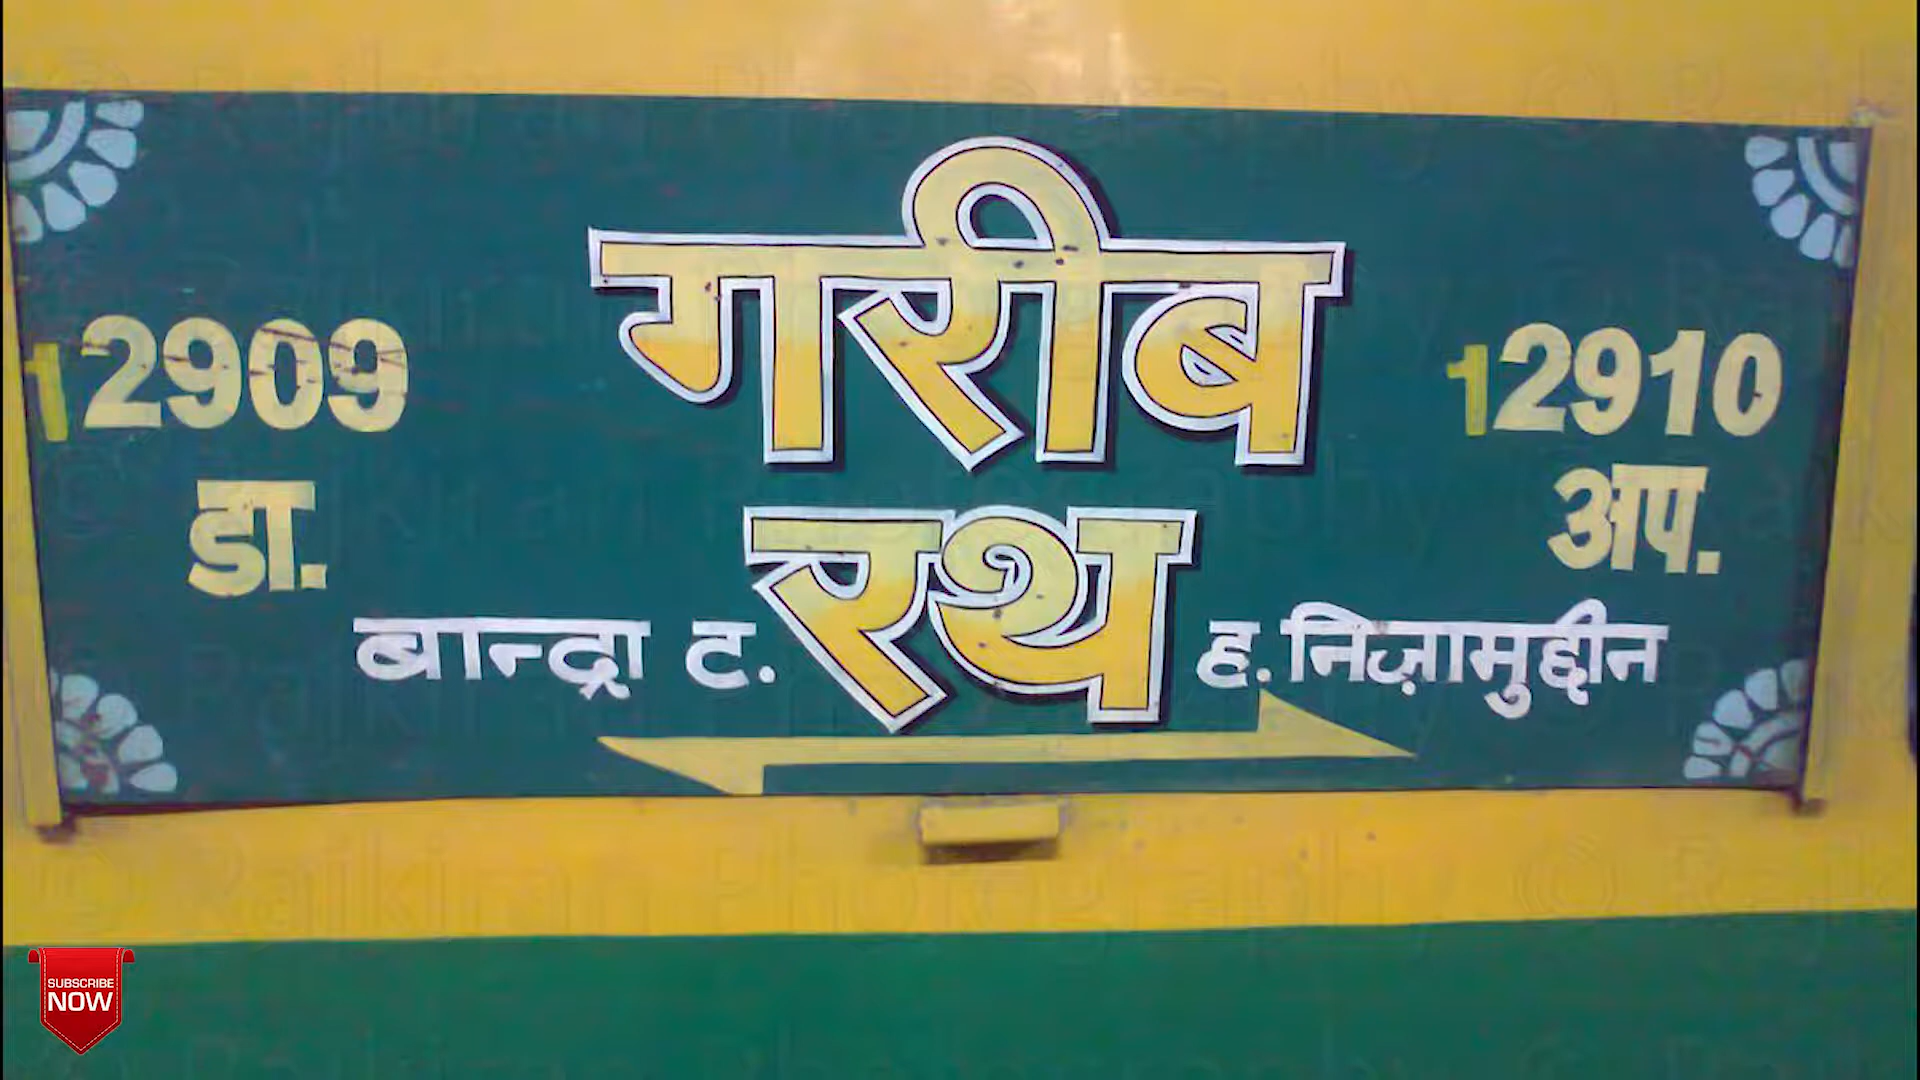 गरीब
12909 12910
रथ
डा. अप.
बान्द्रा ट. ह. निज़ामुद्दीन
SUBSCRIBE
NOW